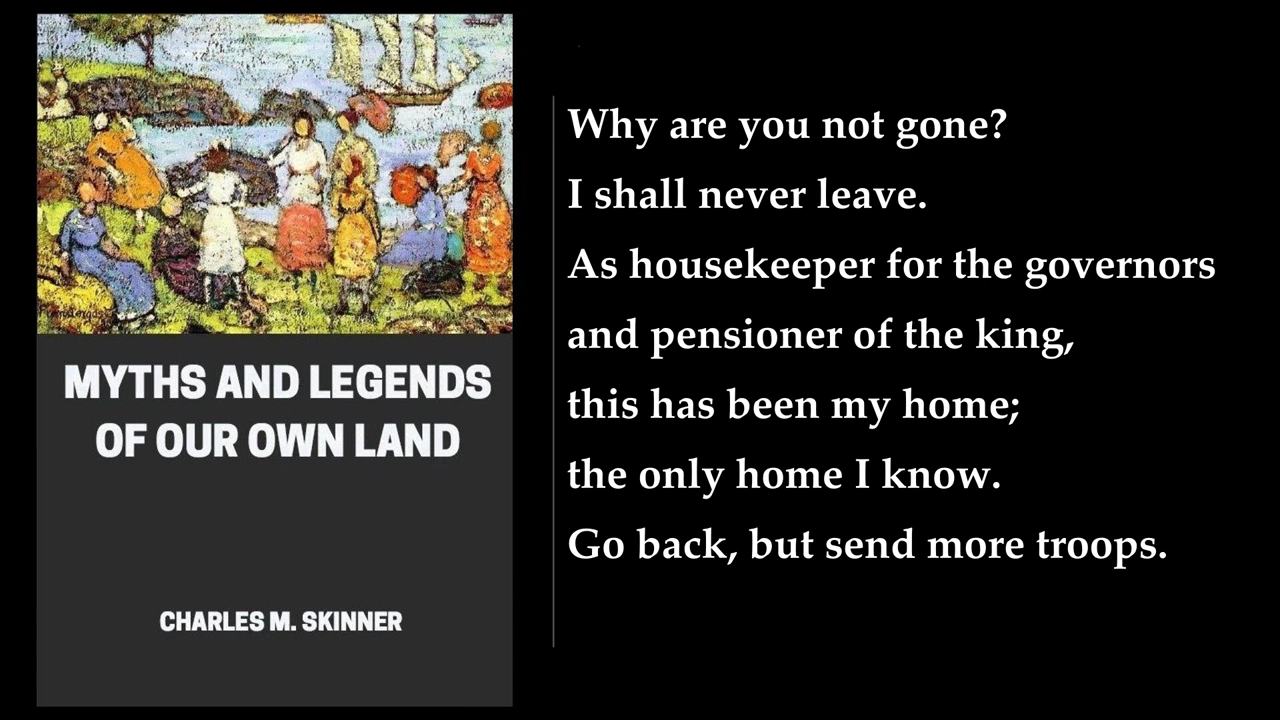 MYTHS AND LEGENDS
OF OUR OWN LAND
CHARLES M. SKINNER
Why are you not gone?
I shall never leave.
As housekeeper for the governors
and pensioner of the king,
this has been my home;
the only home I know.
Go back, but send more troops.